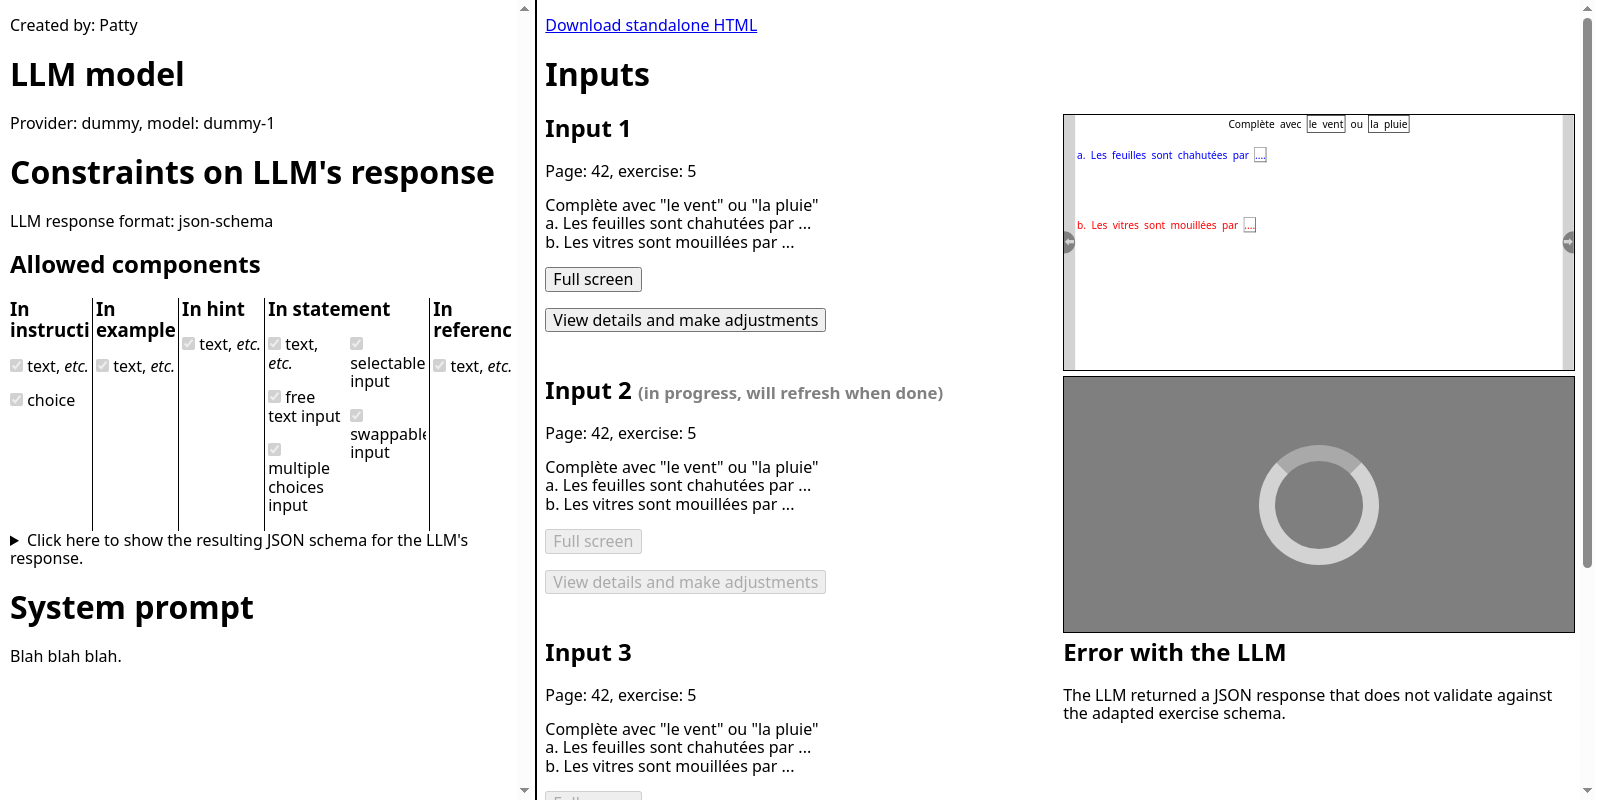 Created by: Patty
LLM model
Provider: dummy, model: dummy-1
Constraints on LLM's response
LLM response format: json-schema
Allowed components
In
instructi
text, etc.
choice
In
example
text, etc.
In hint
text, etc.
In statement
text,
etc.
free
text input
multiple
choices
input
selectable
input
swappable
input
In
referenc
text, etc.
Click here to show the resulting JSON schema for the LLM's
response.
System prompt
Blah blah blah.
Download standalone HTML
Inputs
Input 1
Page: 42, exercise: 5
Complète avec "le vent" ou "la pluie"
a. Les feuilles sont chahutées par ...
b. Les vitres sont mouillées par ...
Full screen
View details and make adjustments
Complète avec le vent ou la pluie
a. Les feuilles sont chahutées par ....
b. Les vitres sont mouillées par ....
Input 2 (in progress, will refresh when done)
Page: 42, exercise: 5
Complète avec "le vent" ou "la pluie"
a. Les feuilles sont chahutées par ...
b. Les vitres sont mouillées par ...
Full screen
View details and make adjustments
Input 3
Page: 42, exercise: 5
Complète avec "le vent" ou "la pluie"
a. Les feuilles sont chahutées par ...
b. Les vitres sont mouillées par ...
Error with the LLM
The LLM returned a JSON response that does not validate against
the adapted exercise schema.